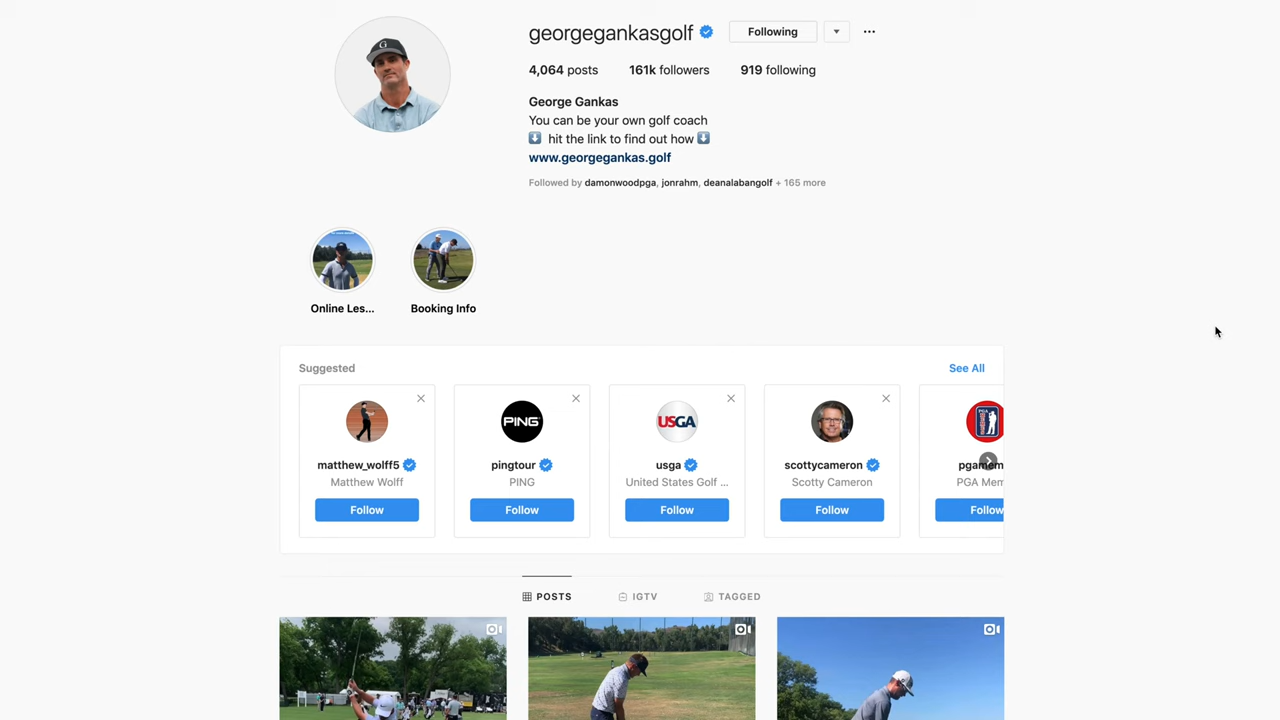 georgegankasgolf
Following
4,064 posts 161k followers 919 following
George Gankas
You can be your own golf coach
hit the link to find out how
www.georgegankas.golf
Followed by damonwoodpga, jonrahm, deanalabangolf + 165 more
Online Les... Booking Info
Suggested See All
PING USGA
matthew_wolff5 pingtour usga scottycameron pgamem
Matthew Wolff PING United States Golf ... Scotty Cameron PGA Mem
Follow Follow Follow Follow Follow
POSTS IGTV TAGGED